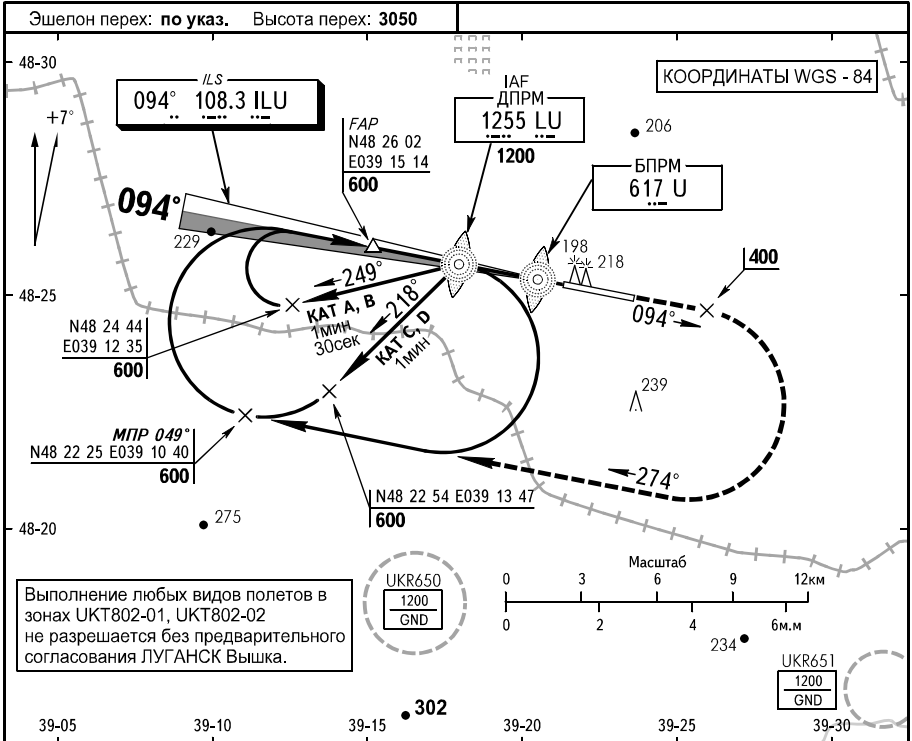 Эшелон перех: по указ. Высота перех: 3050
48-30
КООРДИНАТЫ WGS - 84
ILS
094° 108.3 ILU
+7°
FAP
N48 26 02
E039 15 14
600
IAF
ДПРМ
1255 LU
1200
206
БПРМ
617 U
094°
229
198
218
400
249°
КАТ A, B
1мин
30сек
218°
КАТ C, D
1мин
094°
48-25
N48 24 44
E039 12 35
600
239
МПР 049°
N48 22 25 E039 10 40
600
274°
N48 22 54 E039 13 47
600
275
48-20
Масштаб
0 3 6 9 12км
0 2 4 6м.м
UKR650
1200
GND
Выполнение любых видов полетов в
зонах UKT802-01, UKT802-02
не разрешается без предварительного
согласования ЛУГАНСК Вышка.
234
UKR651
1200
GND
302
39-05 39-10 39-15 39-20 39-25 39-30